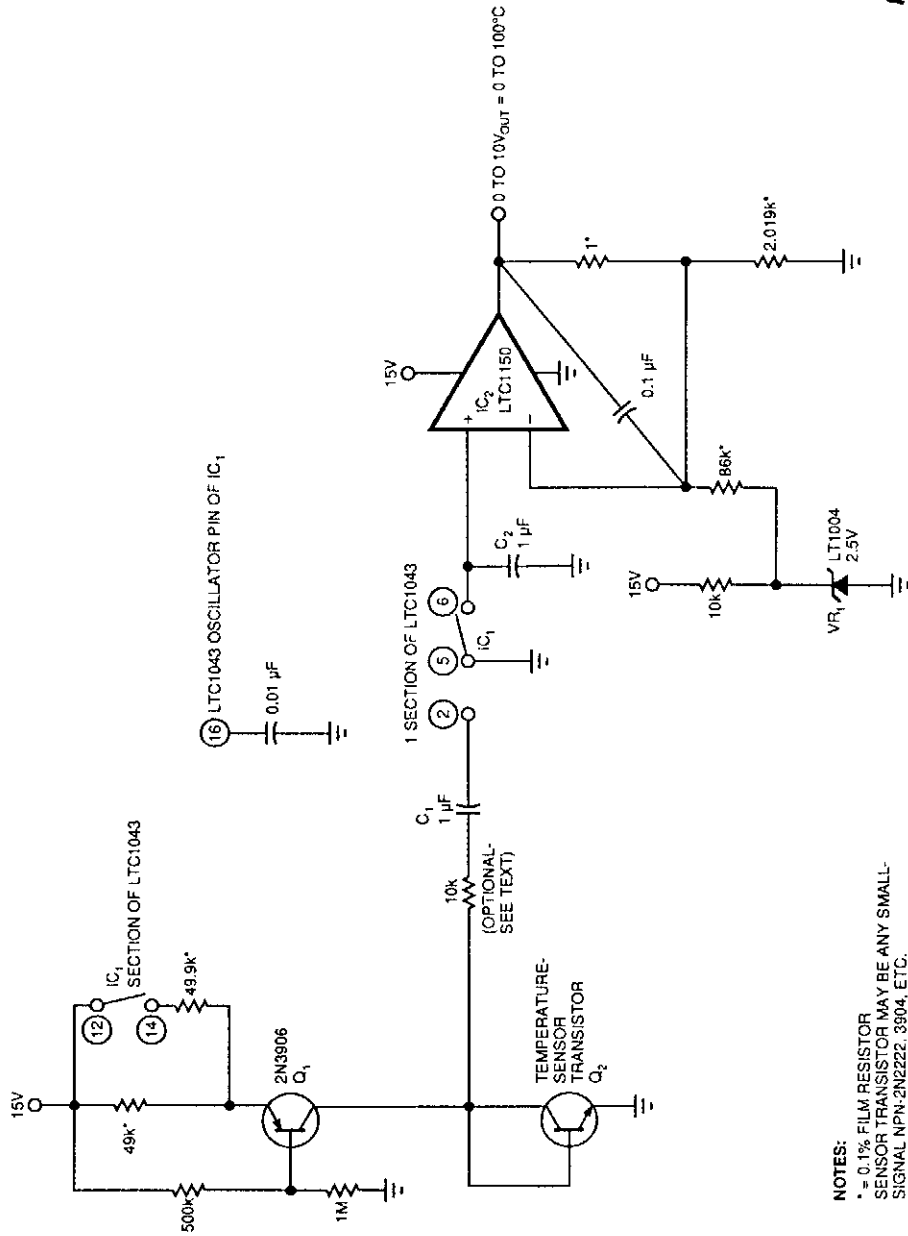 15V
500k
49k*
12
IC1
SECTION OF LTC1043
14
49.9k*
1M
2N3906
Q1
TEMPERATURE-
SENSOR
TRANSISTOR
Q2
10k
(OPTIONAL-
SEE TEXT)
C1
1 µF
16 LTC1043 OSCILLATOR PIN OF IC1
0.01 µF
1 SECTION OF LTC1043
2
5
6
IC1
C2
1 µF
15V
+
IC2
LTC1150
−
0 TO 10VOUT = 0 TO 100°C
1*
2.019k*
0.1 µF
86k*
15V
10k
VR1
LT1004
2.5V
NOTES:
* = 0.1% FILM RESISTOR
SENSOR TRANSISTOR MAY BE ANY SMALL-
SIGNAL NPN-2N2222, 3904, ETC.